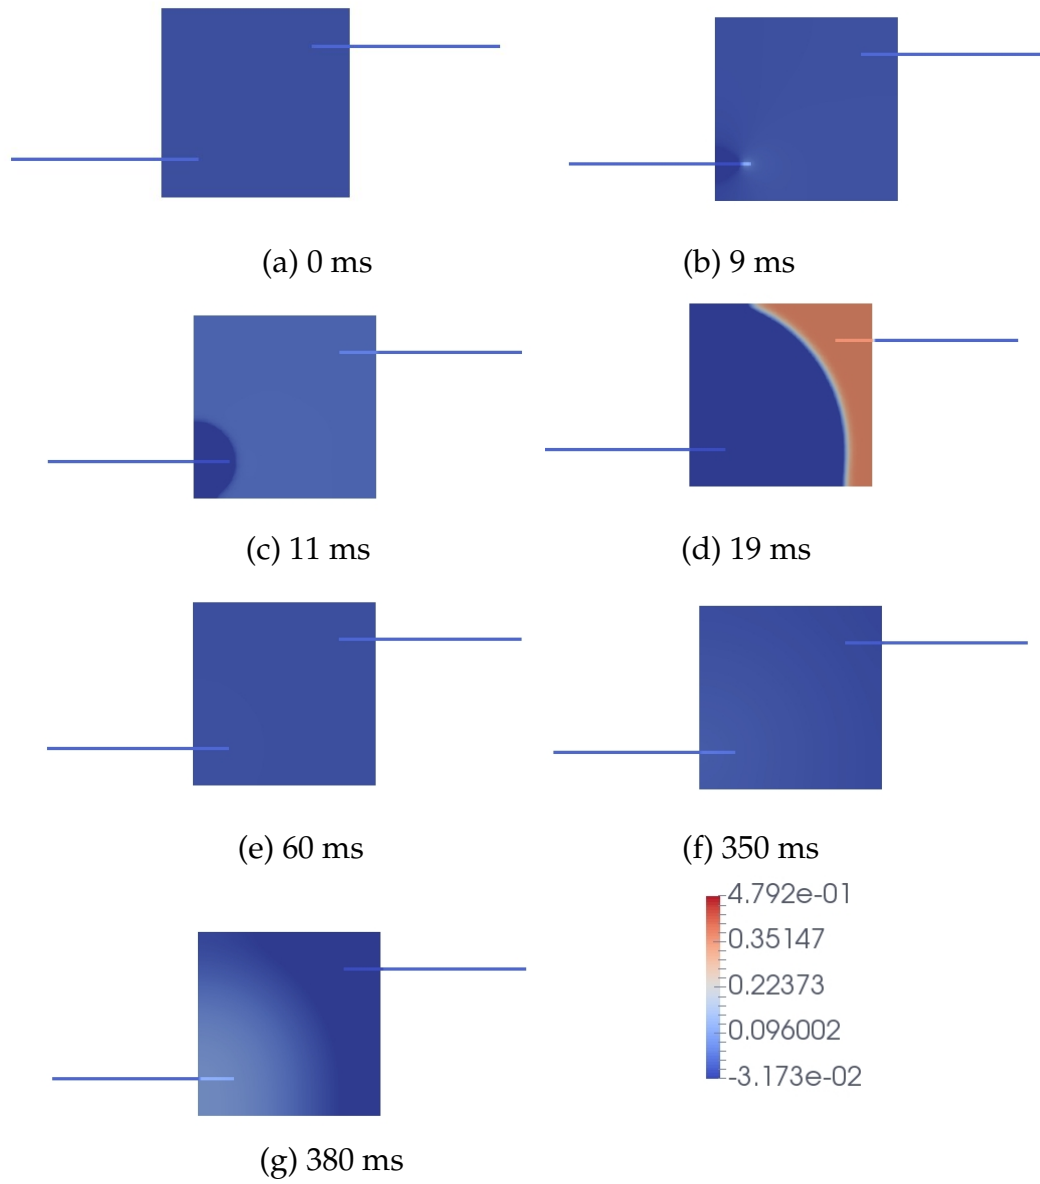 (a) 0 ms
(b) 9 ms
(c) 11 ms
(d) 19 ms
(e) 60 ms
(f) 350 ms
4.792e-01
0.35147
0.22373
0.096002
-3.173e-02
(g) 380 ms